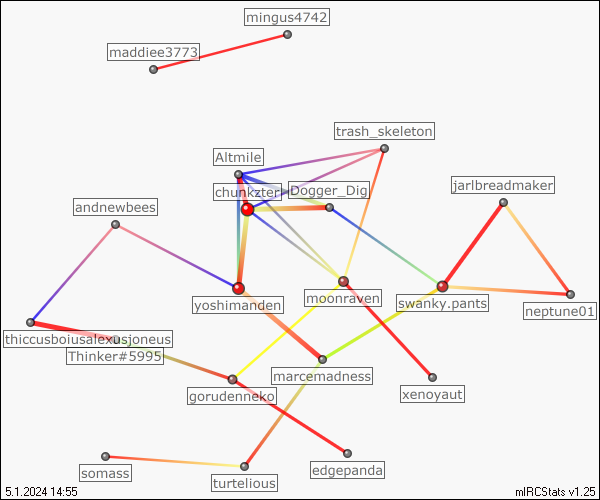 mingus4742
maddiee3773
trash_skeleton
Altmile
jarlbreadmaker
chunkzter
Dogger_Dig
andnewbees
yoshimanden
moonraven
swanky.pants
neptune01
thiccusboiusalexusjoneus
Thinker#5995
marcemadness
gorudenneko
xenoyaut
edgepanda
somass
turtelious
5.1.2024 14:55
mIRCStats v1.25